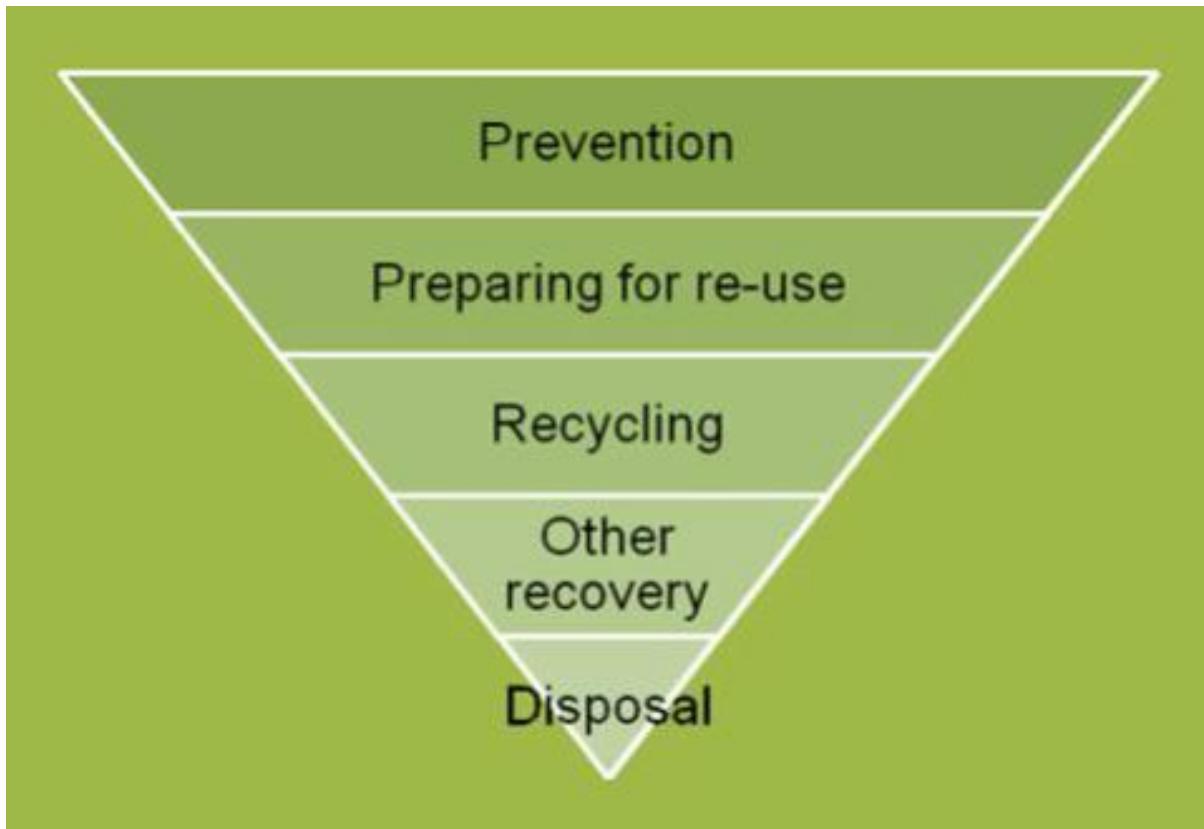 Prevention
Preparing for re-use
Recycling
Other
recovery
Disposal